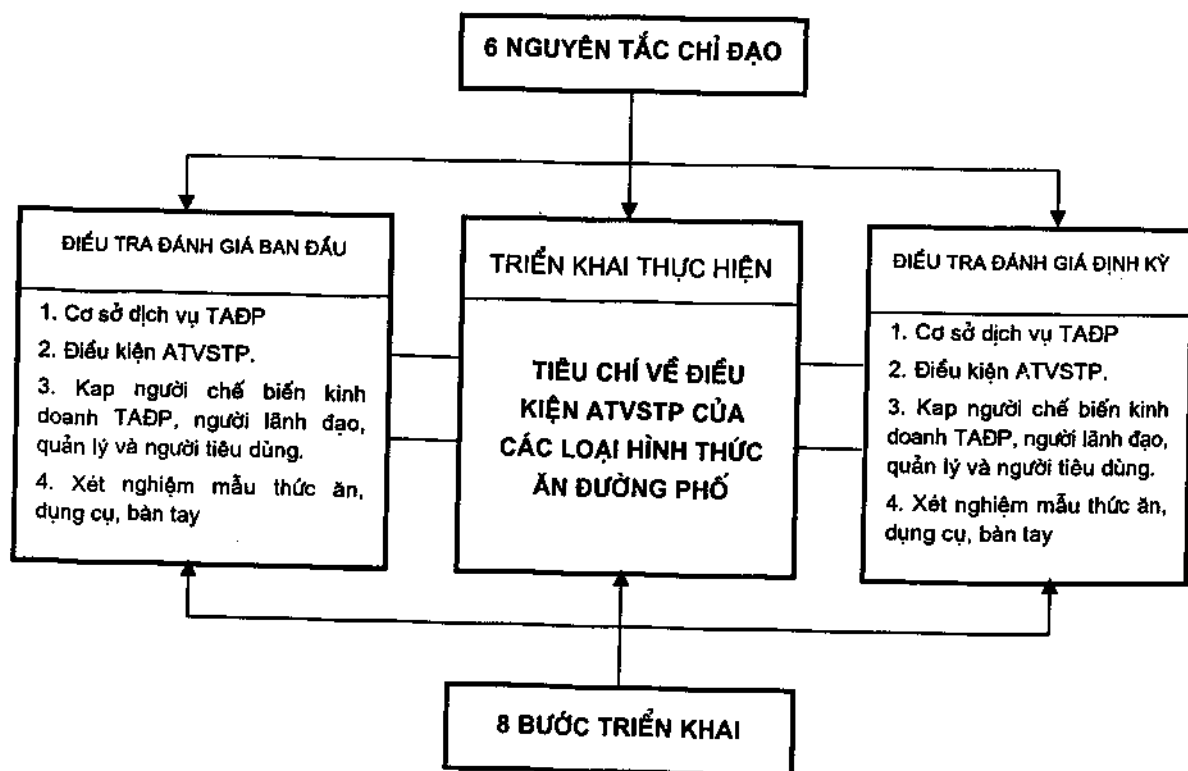 6 NGUYÊN TẮC CHỈ ĐẠO
ĐIỀU TRA ĐÁNH GIÁ BAN ĐẦU
1. Cơ sở dịch vụ TAĐP
2. Điều kiện ATVSTP.
3. Kap người chế biến kinh
doanh TAĐP, người lãnh đạo,
quản lý và người tiêu dùng.
4. Xét nghiệm mẫu thức ăn,
dụng cụ, bàn tay
TRIỂN KHAI THỰC HIỆN
TIÊU CHÍ VỀ ĐIỀU
KIỆN ATVSTP CỦA
CÁC LOẠI HÌNH THỨC
ĂN ĐƯỜNG PHỐ
ĐIỀU TRA ĐÁNH GIÁ ĐỊNH KỲ
1. Cơ sở dịch vụ TAĐP
2. Điều kiện ATVSTP.
3. Kap người chế biến kinh
doanh TAĐP, người lãnh đạo,
quản lý và người tiêu dùng.
4. Xét nghiệm mẫu thức ăn,
dụng cụ, bàn tay
8 BƯỚC TRIỂN KHAI